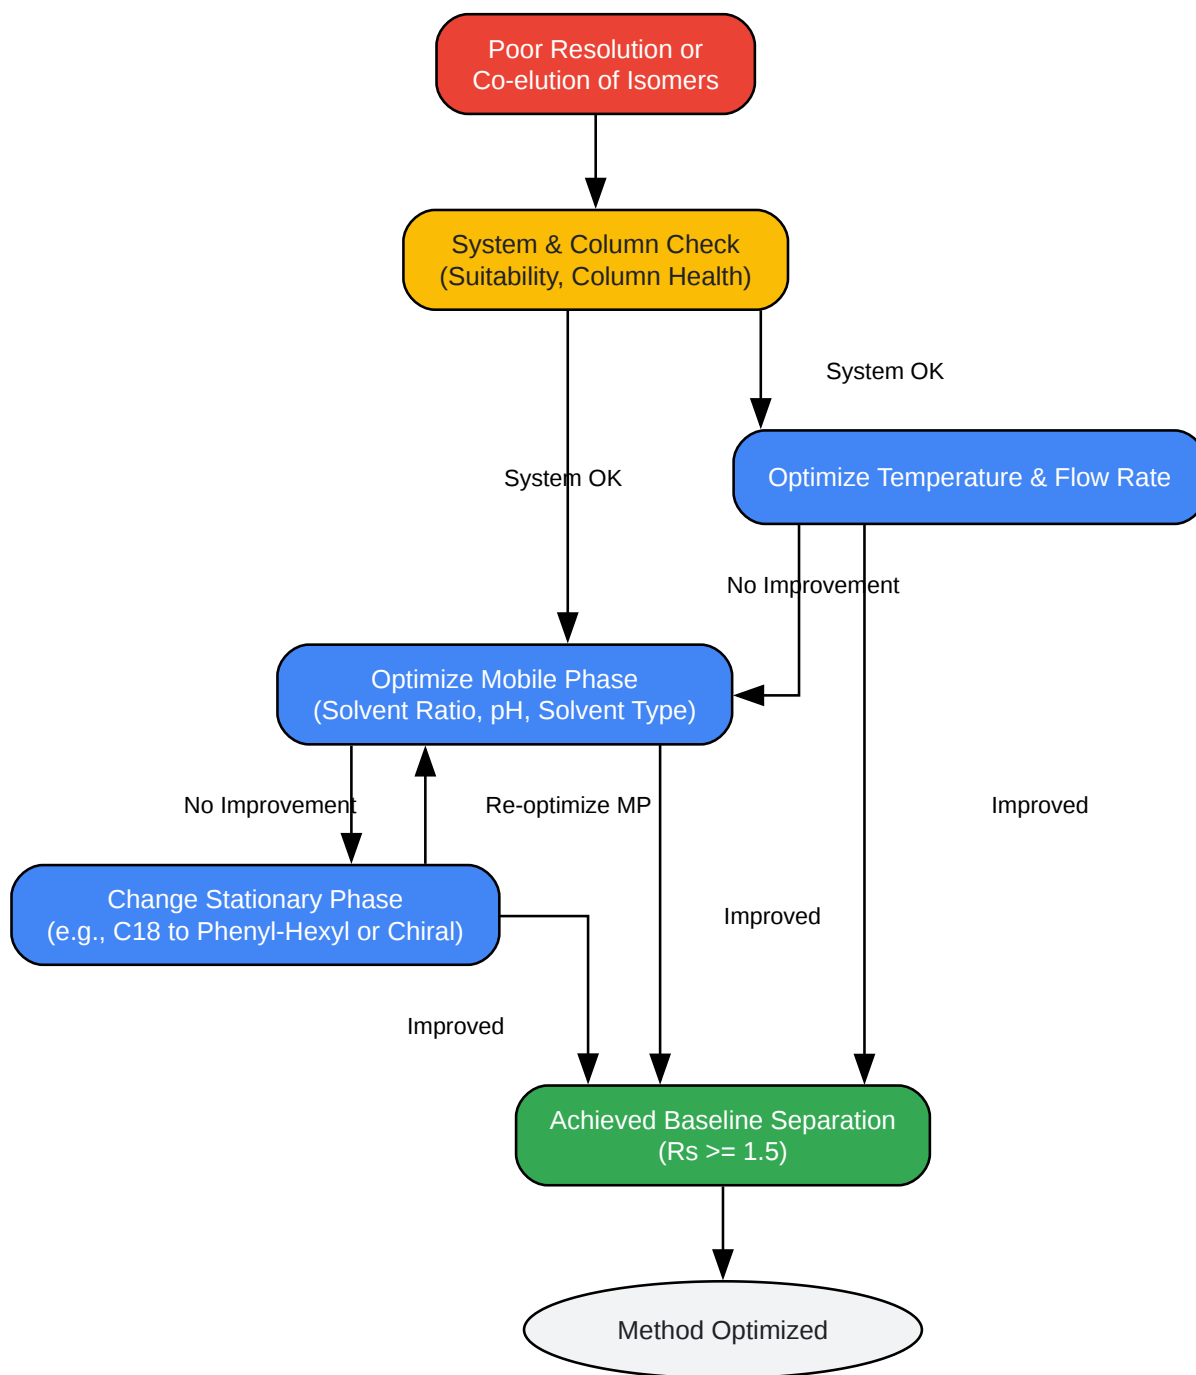 Poor Resolution or
Co-elution of Isomers
System & Column Check
(Suitability, Column Health)
System OK
System OK
Optimize Temperature & Flow Rate
No Improvement
Optimize Mobile Phase
(Solvent Ratio, pH, Solvent Type)
No Improvement
Re-optimize MP
Improved
Change Stationary Phase
(e.g., C18 to Phenyl-Hexyl or Chiral)
Improved
Improved
Achieved Baseline Separation
(Rs >= 1.5)
Method Optimized